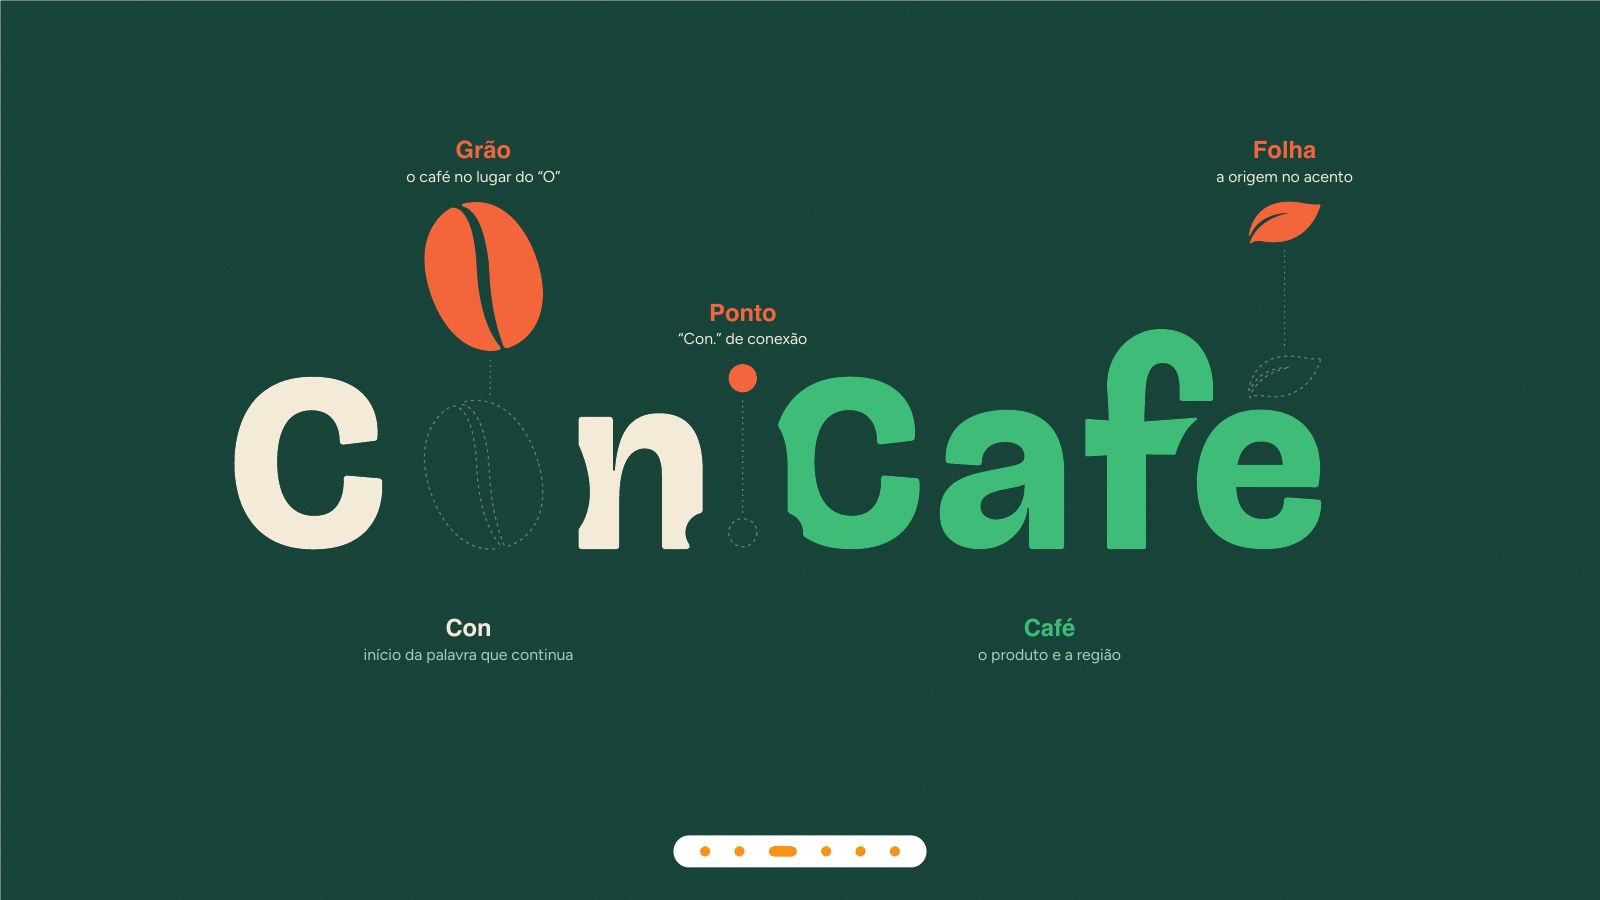 Grão
o café no lugar do “O”
Folha
a origem no acento
Ponto
“Con.” de conexão
C n Cafe
Con
início da palavra que continua
Café
o produto e a região